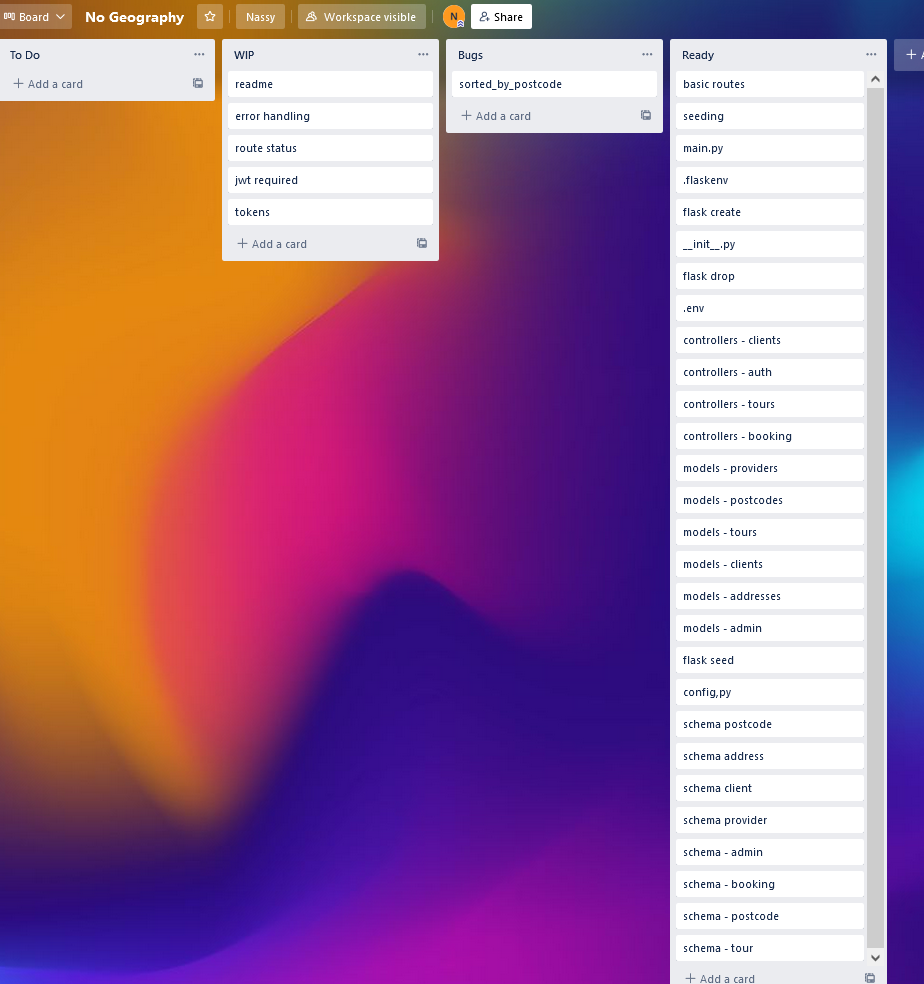 Board
No Geography
Nassy
Workspace visible
N
Share
To Do
Add a card
WIP
readme
error handling
route status
jwt required
tokens
Add a card
Bugs
sorted_by_postcode
Add a card
Ready
basic routes
seeding
main.py
.flaskenv
flask create
__init__.py
flask drop
.env
controllers - clients
controllers - auth
controllers - tours
controllers - booking
models - providers
models - postcodes
models - tours
models - clients
models - addresses
models - admin
flask seed
config,py
schema postcode
schema address
schema client
schema provider
schema - admin
schema - booking
schema - postcode
schema - tour
Add a card